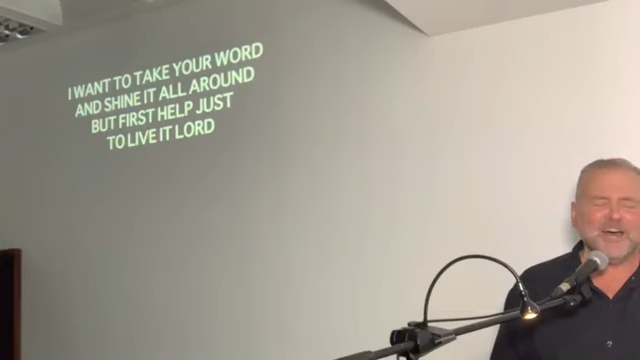 I WANT TO TAKE YOUR WORD
AND SHINE IT ALL AROUND
BUT FIRST HELP JUST
TO LIVE IT LORD